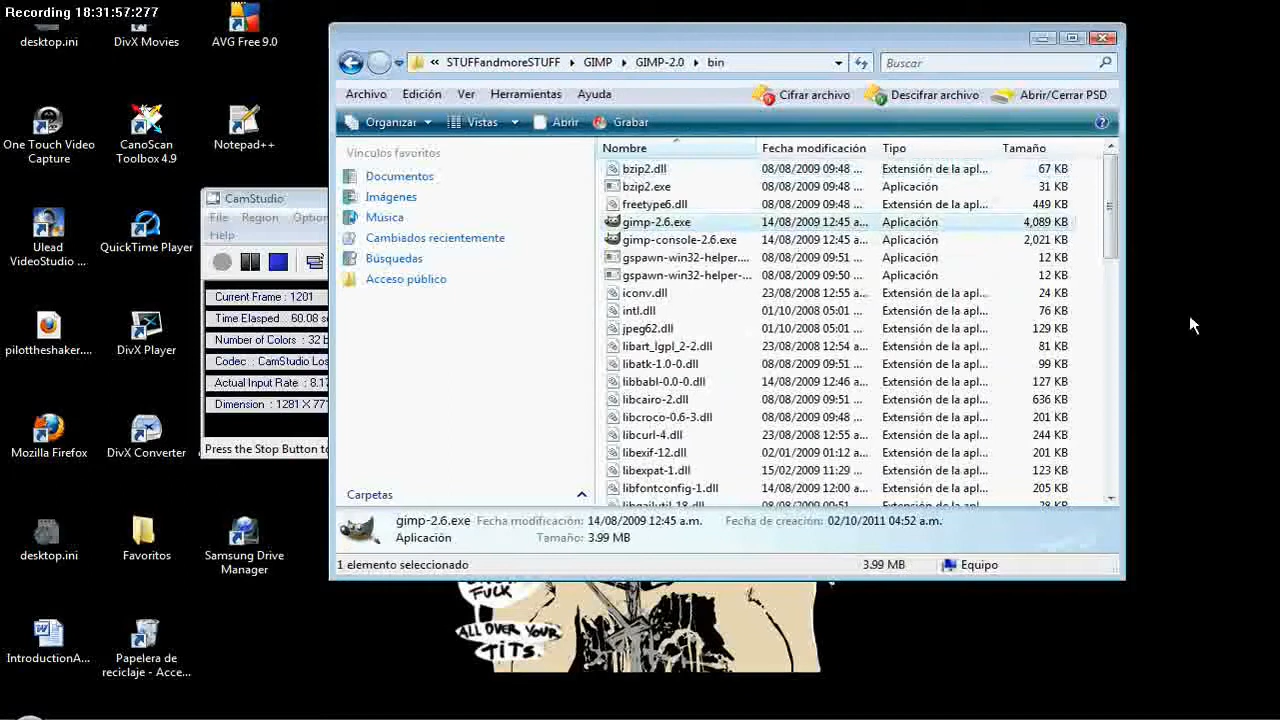 Recording 18:31:57:277
desktop.ini
DivX Movies
AVG Free 9.0
One Touch Video Capture
CanoScan Toolbox 4.9
Notepad++
Ulead VideoStudio ...
QuickTime Player
pilottheshaker....
DivX Player
Mozilla Firefox
DivX Converter
desktop.ini
Favoritos
Samsung Drive Manager
IntroductionA...
Papelera de reciclaje - Acce...
CamStudio
File Region Option
Help
Current Frame : 1201
Time Elasped : 60.08 s
Number of Colors : 32 b
Codec : CamStudio Los
Actual Input Rate : 8.17
Dimension : 1281 X 771
Press the Stop Button to
« STUFFandmoreSTUFF GIMP GIMP-2.0 bin
Buscar
Archivo Edición Ver Herramientas Ayuda Cifrar archivo Descifrar archivo Abrir/Cerrar PSD
Organizar Vistas Abrir Grabar
Vínculos favoritos
Documentos
Imágenes
Música
Cambiados recientemente
Búsquedas
Acceso público
Carpetas
Nombre Fecha modificación Tipo Tamaño
bzip2.dll 08/08/2009 09:48 ... Extensión de la apl... 67 KB
bzip2.exe 08/08/2009 09:48 ... Aplicación 31 KB
freetype6.dll 08/08/2009 09:48 ... Extensión de la apl... 449 KB
gimp-2.6.exe 14/08/2009 12:45 a... Aplicación 4,089 KB
gimp-console-2.6.exe 14/08/2009 12:45 a... Aplicación 2,021 KB
gspawn-win32-helper.... 08/08/2009 09:51 ... Aplicación 12 KB
gspawn-win32-helper-... 08/08/2009 09:50 ... Aplicación 12 KB
iconv.dll 23/08/2008 12:55 a... Extensión de la apl... 24 KB
intl.dll 01/10/2008 05:01 ... Extensión de la apl... 76 KB
jpeg62.dll 01/10/2008 05:01 ... Extensión de la apl... 129 KB
libart_lgpl_2-2.dll 23/08/2008 12:54 a... Extensión de la apl... 81 KB
libatk-1.0-0.dll 08/08/2009 09:51 ... Extensión de la apl... 99 KB
libbabl-0.0-0.dll 14/08/2009 12:46 a... Extensión de la apl... 127 KB
libcairo-2.dll 08/08/2009 09:51 ... Extensión de la apl... 636 KB
libcroco-0.6-3.dll 08/08/2009 09:48 ... Extensión de la apl... 201 KB
libcurl-4.dll 23/08/2008 12:55 a... Extensión de la apl... 244 KB
libexif-12.dll 20/01/2009 01:12 a... Extensión de la apl... 201 KB
libexpat-1.dll 15/02/2009 11:29 ... Extensión de la apl... 123 KB
libfontconfig-1.dll 14/08/2009 12:00 a... Extensión de la apl... 205 KB
libgailutil-18.dll 08/08/2009 09:51 Extensión de la apl... 28 KB
gimp-2.6.exe Fecha modificación: 14/08/2009 12:45 a.m. Fecha de creación: 02/10/2011 04:52 a.m.
Aplicación Tamaño: 3.99 MB
1 elemento seleccionado 3.99 MB Equipo
FUCK
ALL OVER YOUR
TITS.